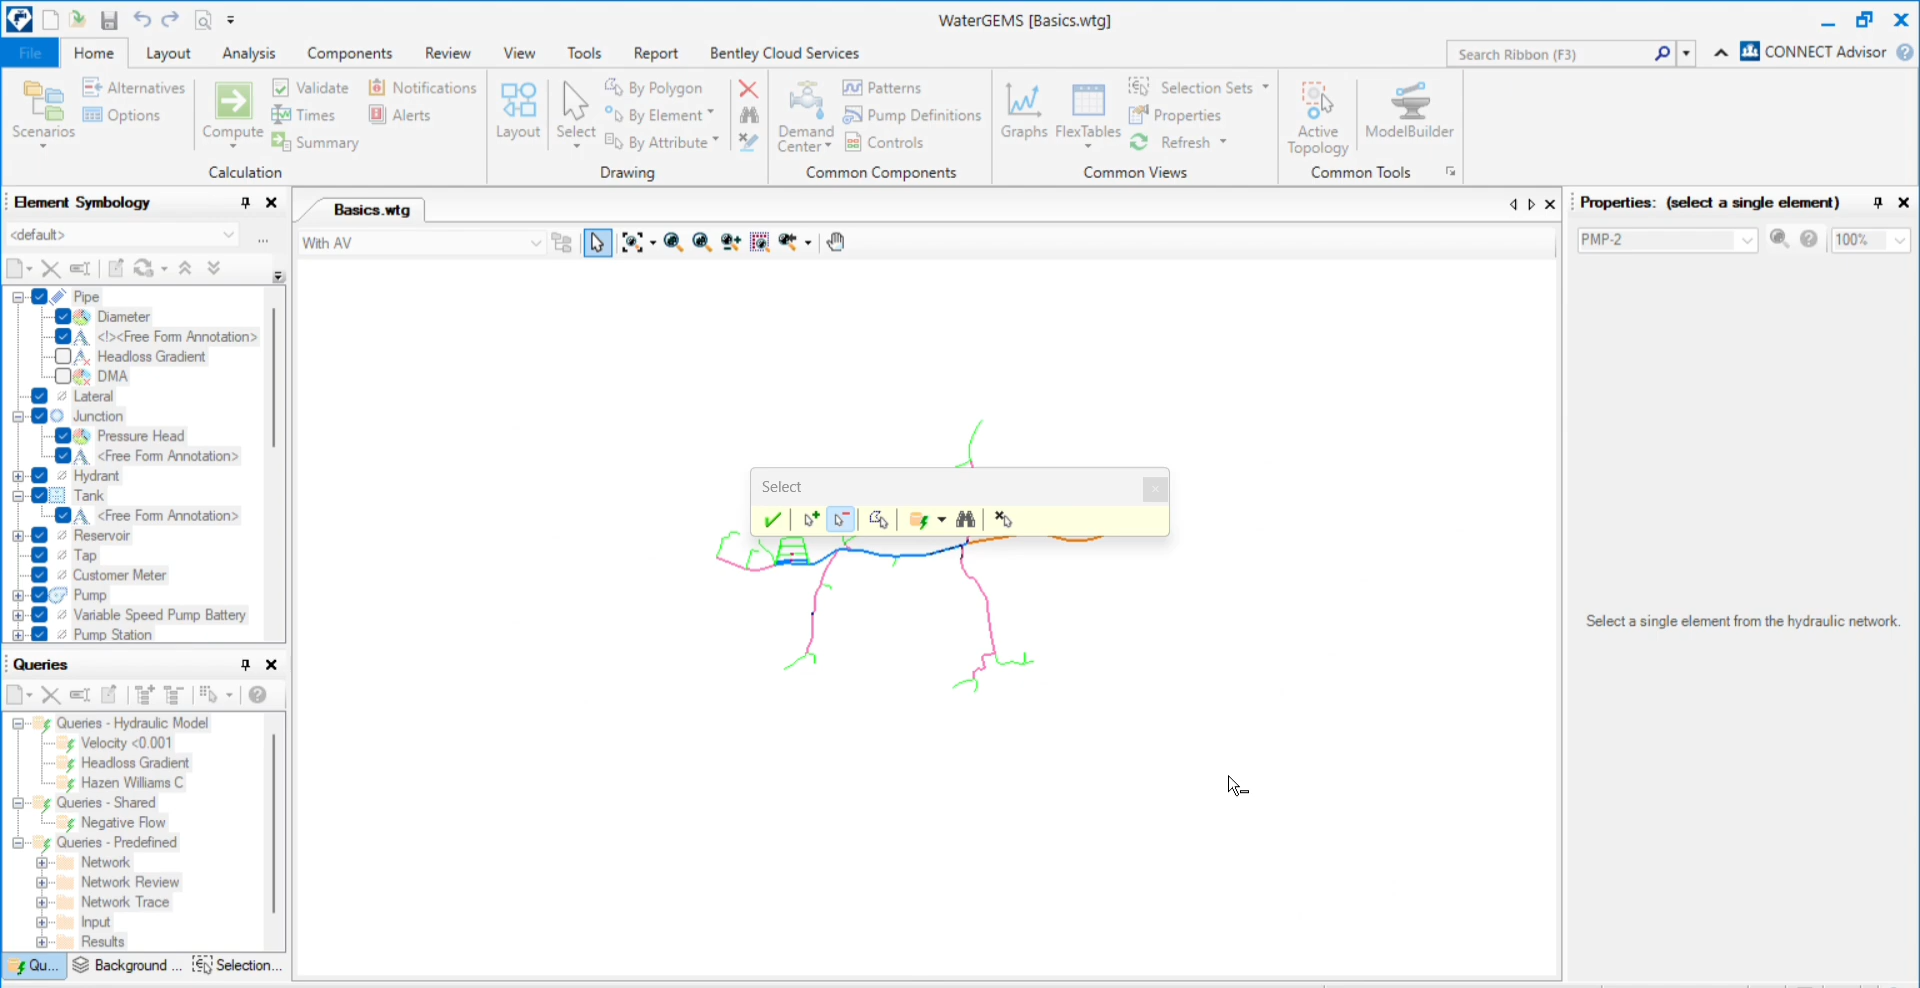 WaterGEMS [Basics.wtg]
File Home Layout Analysis Components Review View Tools Report Bentley Cloud Services
Search Ribbon (F3)
CONNECT Advisor
Scenarios
Alternatives
Options
Compute
Validate
Times
Summary
Notifications
Alerts
Calculation
Layout
Select
By Polygon
By Element
By Attribute
Drawing
Demand
Center
Patterns
Pump Definitions
Controls
Common Components
Graphs
FlexTables
Selection Sets
Properties
Refresh
Common Views
Active
Topology
ModelBuilder
Common Tools
Element Symbology
<default>
...
Pipe
Diameter
<!><Free Form Annotation>
Headloss Gradient
DMA
Lateral
Junction
Pressure Head
<Free Form Annotation>
Hydrant
Tank
<Free Form Annotation>
Reservoir
Tap
Customer Meter
Pump
Variable Speed Pump Battery
Pump Station
Queries
Queries - Hydraulic Model
Velocity <0.001
Headloss Gradient
Hazen Williams C
Queries - Shared
Negative Flow
Queries - Predefined
Network
Network Review
Network Trace
Input
Results
Qu... Background ... Selection...
Basics.wtg
With AV
Select
Properties: (select a single element)
PMP-2
100%
Select a single element from the hydraulic network.